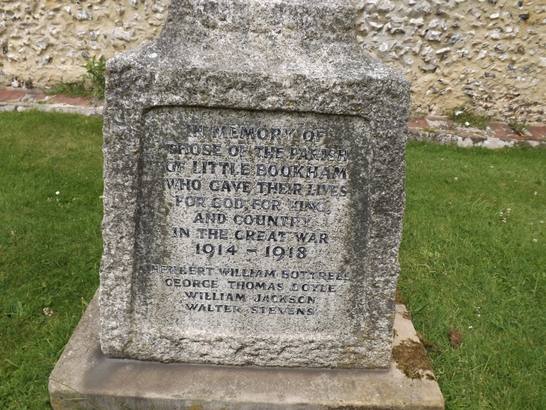 IN MEMORY OF
THOSE OF THE PARISH
OF LITTLE BOOKHAM
WHO GAVE THEIR LIVES
FOR GOD, FOR KING
AND COUNTRY
IN THE GREAT WAR
1914 - 1918
HERBERT WILLIAM BOTTRELL
GEORGE THOMAS DOYLE
WILLIAM JACKSON
WALTER STEVENS